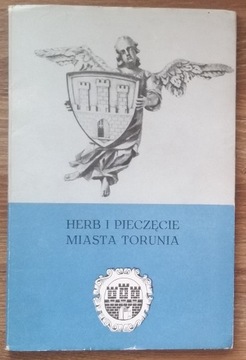 HERB I PIECZĘCIE
MIASTA TORUNIA